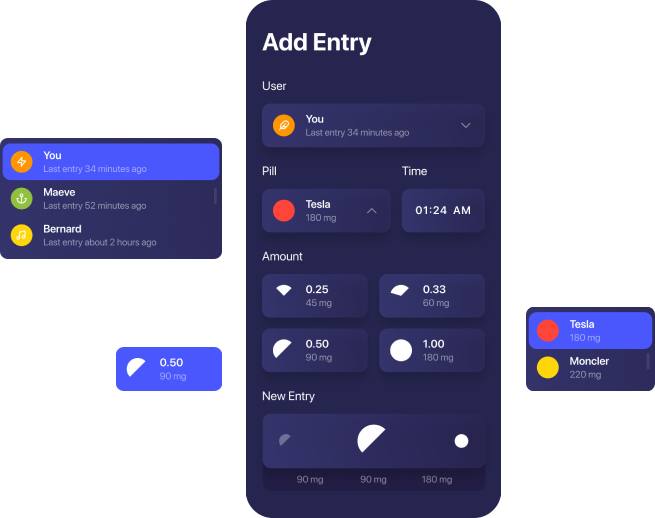 Add Entry
User
You
Last entry 34 minutes ago
Pill
Time
Tesla
180 mg
01:24 AM
Amount
0.25
45 mg
0.33
60 mg
0.50
90 mg
1.00
180 mg
New Entry
90 mg
90 mg
180 mg
You
Last entry 34 minutes ago
Maeve
Last entry 52 minutes ago
Bernard
Last entry about 2 hours ago
0.50
90 mg
Tesla
180 mg
Moncler
220 mg